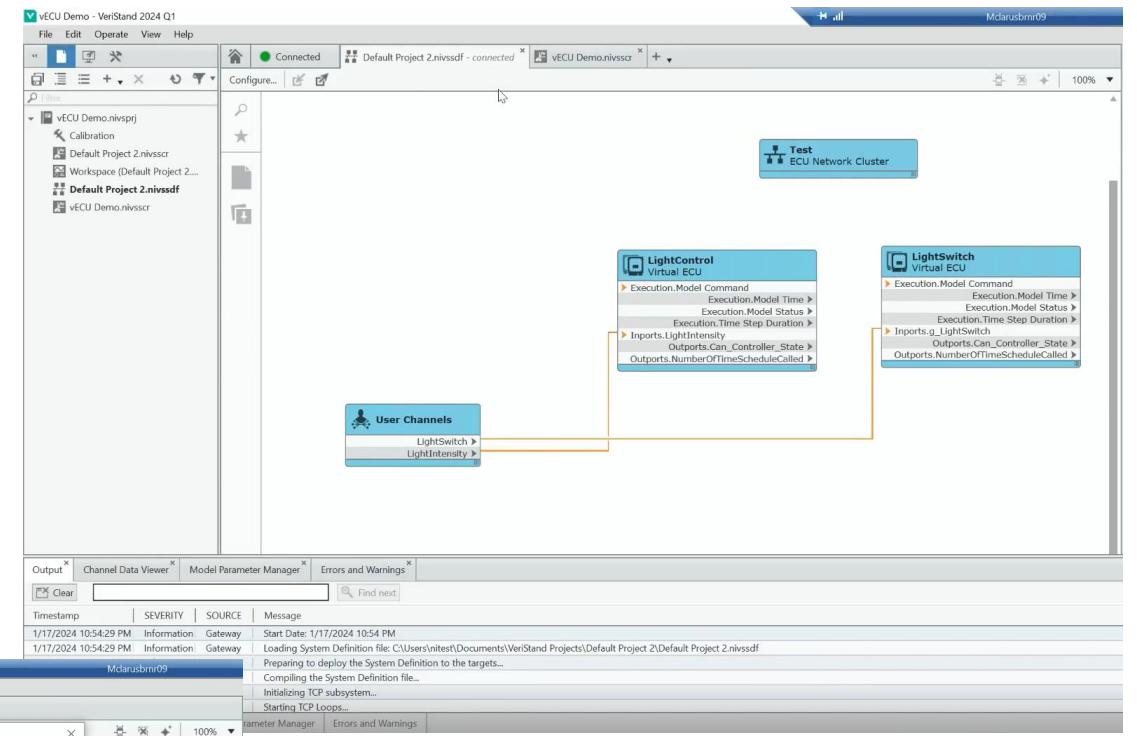 vECU Demo - VeriStand 2024 Q1
Mclarusbrnr09
File Edit Operate View Help
Connected
Default Project 2.nivssdf - connected
vECU Demo.nivsscr
Configure...
100%
Filter
vECU Demo.nivsprj
Calibration
Default Project 2.nivsscr
Workspace (Default Project 2....
Default Project 2.nivssdf
vECU Demo.nivsscr
Test
ECU Network Cluster
LightControl
Virtual ECU
Execution.Model Command
Execution.Model Time
Execution.Model Status
Execution.Time Step Duration
Inports.LightIntensity
Outports.Can_Controller_State
Outports.NumberOfTimeScheduleCalled
LightSwitch
Virtual ECU
Execution.Model Command
Execution.Model Time
Execution.Model Status
Execution.Time Step Duration
Inports.g_LightSwitch
Outports.Can_Controller_State
Outports.NumberOfTimeScheduleCalled
User Channels
LightSwitch
LightIntensity
Output Channel Data Viewer Model Parameter Manager Errors and Warnings
Clear Find next
Timestamp SEVERITY SOURCE Message
1/17/2024 10:54:29 PM Information Gateway Start Date: 1/17/2024 10:54 PM
1/17/2024 10:54:29 PM Information Gateway Loading System Definition file: C:\Users\nitest\Documents\VeriStand Projects\Default Project 2\Default Project 2.nivssdf
Preparing to deploy the System Definition to the targets...
Compiling the System Definition file...
Initializing TCP subsystem...
Starting TCP Loops...
Mclarusbrnr09
100%
rameter Manager Errors and Warnings